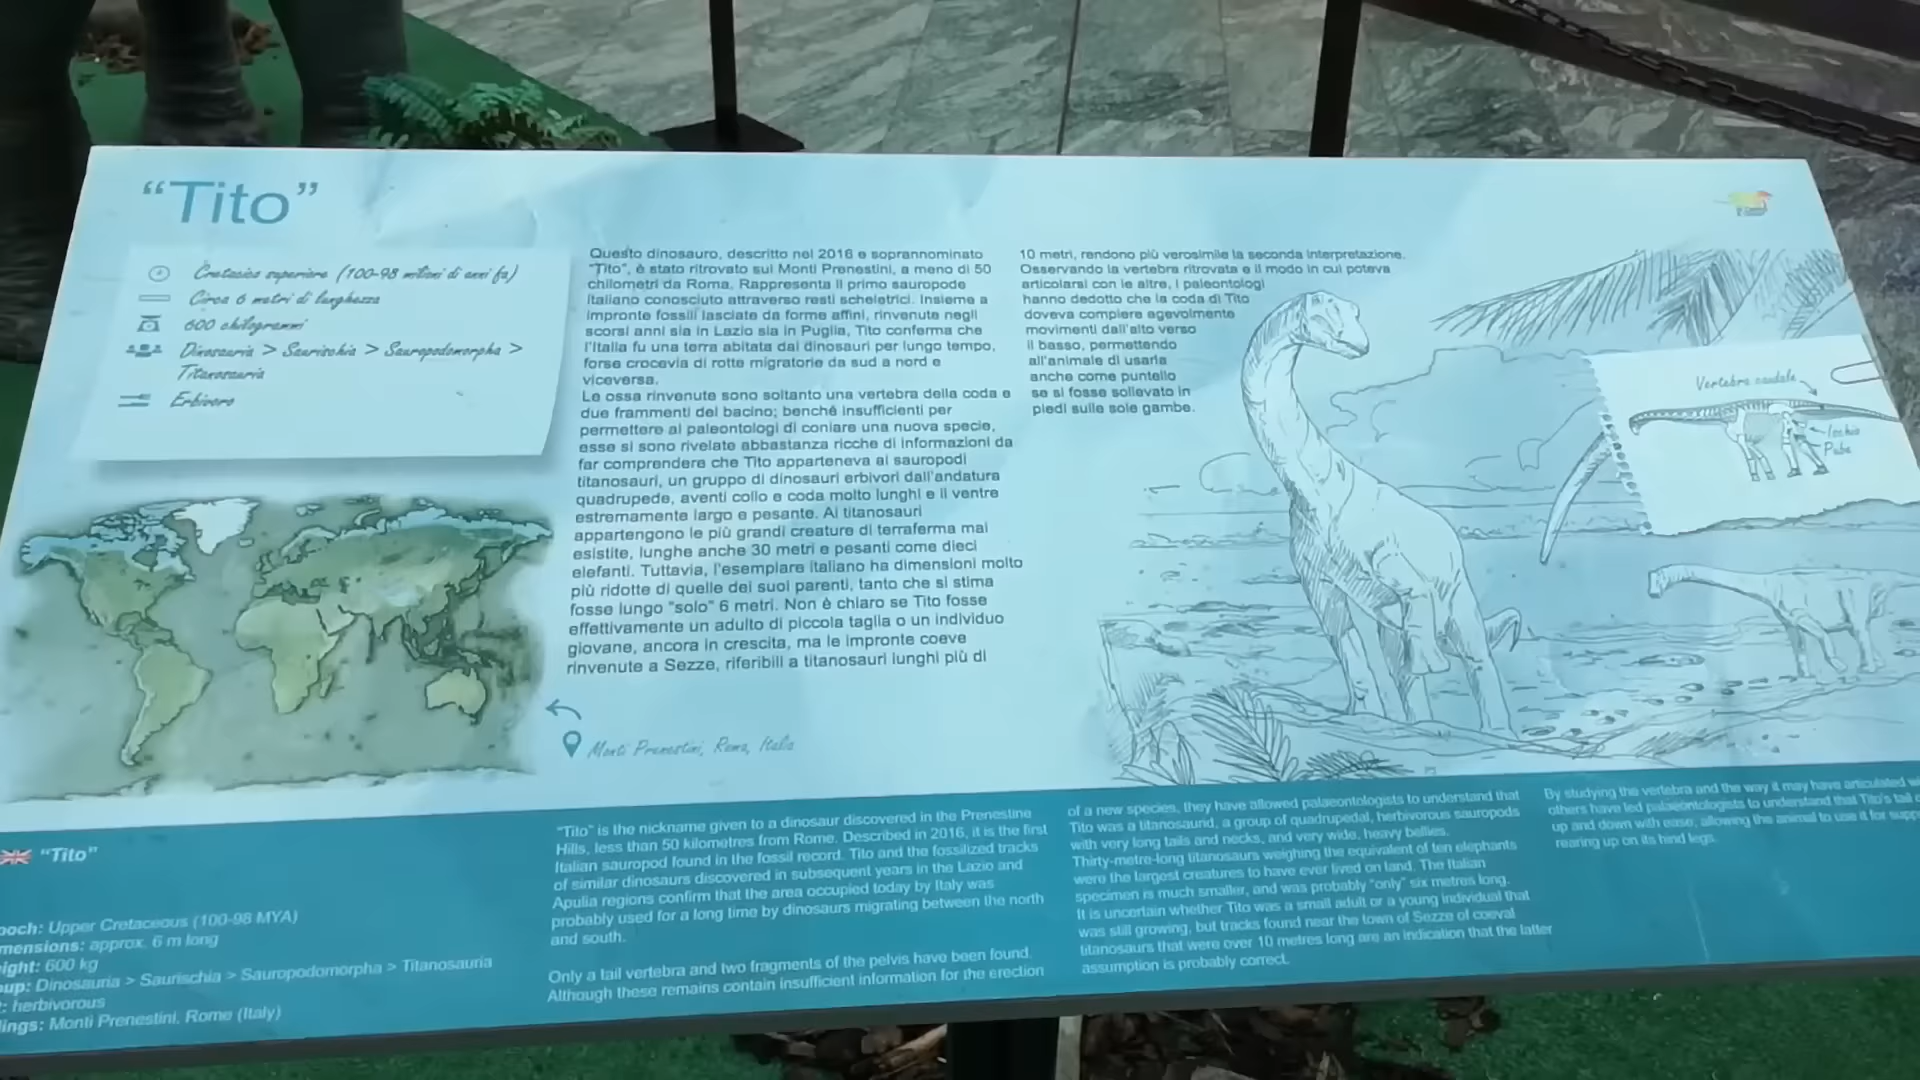 “Tito”
Cretacico superiore (100-98 milioni di anni fa)
Circa 6 metri di lunghezza
600 chilogrammi
Dinosauria > Saurischia > Sauropodomorpha >
Titanosauria
Erbivoro
Questo dinosauro, descritto nel 2016 e soprannominato
“Tito”, è stato ritrovato sui Monti Prenestini, a meno di 50
chilometri da Roma. Rappresenta il primo sauropode
italiano conosciuto attraverso resti scheletrici. Insieme a
impronte fossili lasciate da forme affini, rinvenute negli
scorsi anni sia in Lazio sia in Puglia, Tito conferma che
l'Italia fu una terra abitata dai dinosauri per lungo tempo,
forse crocevia di rotte migratorie da sud a nord e
viceversa.
Le ossa rinvenute sono soltanto una vertebra della coda e
due frammenti del bacino; benché insufficienti per
permettere ai paleontologi di coniare una nuova specie,
esse si sono rivelate abbastanza ricche di informazioni da
far comprendere che Tito apparteneva ai sauropodi
titanosauri, un gruppo di dinosauri erbivori dall'andatura
quadrupede, aventi collo e coda molto lunghi e il ventre
estremamente largo e pesante. Ai titanosauri
appartengono le più grandi creature di terraferma mai
esistite, lunghe anche 30 metri e pesanti come dieci
elefanti. Tuttavia, l'esemplare italiano ha dimensioni molto
più ridotte di quelle dei suoi parenti, tanto che si stima
fosse lungo “solo” 6 metri. Non è chiaro se Tito fosse
effettivamente un adulto di piccola taglia o un individuo
giovane, ancora in crescita, ma le impronte coeve
rinvenute a Sezze, riferibili a titanosauri lunghi più di
10 metri, rendono più verosimile la seconda interpretazione.
Osservando la vertebra ritrovata e il modo in cui poteva
articolarsi con le altre, i paleontologi
hanno dedotto che la coda di Tito
doveva compiere agevolmente
movimenti dall'alto verso
il basso, permettendo
all'animale di usarla
anche come puntello
se si fosse sollevato in
piedi sulle sole gambe.
Vertebra caudale
Ischio
Pube
Monti Prenestini, Roma, Italia
“Tito”
poch: Upper Cretaceous (100-98 MYA)
mensions: approx. 6 m long
ight: 600 kg
oup: Dinosauria > Saurischia > Sauropodomorpha > Titanosauria
t: herbivorous
lings: Monti Prenestini, Rome (Italy)
“Tito” is the nickname given to a dinosaur discovered in the Prenestine
Hills, less than 50 kilometres from Rome. Described in 2016, it is the first
Italian sauropod found in the fossil record. Tito and the fossilized tracks
of similar dinosaurs discovered in subsequent years in the Lazio and
Apulia regions confirm that the area occupied today by Italy was
probably used for a long time by dinosaurs migrating between the north
and south.
Only a tail vertebra and two fragments of the pelvis have been found.
Although these remains contain insufficient information for the erection
of a new species, they have allowed palaeontologists to understand that
Tito was a titanosaurid, a group of quadrupedal, herbivorous sauropods
with very long tails and necks, and very wide, heavy bellies.
Thirty-metre-long titanosaurs weighing the equivalent of ten elephants
were the largest creatures to have ever lived on land. The Italian
specimen is much smaller, and was probably “only” six metres long.
It is uncertain whether Tito was a small adult or a young individual that
was still growing, but tracks found near the town of Sezze of coeval
titanosaurs that were over 10 metres long are an indication that the latter
assumption is probably correct.
By studying the vertebra and the way it may have articulated wi
others have led palaeontologists to understand that Tito's tail c
up and down with ease, allowing the animal to use it for supp
rearing up on its hind legs.